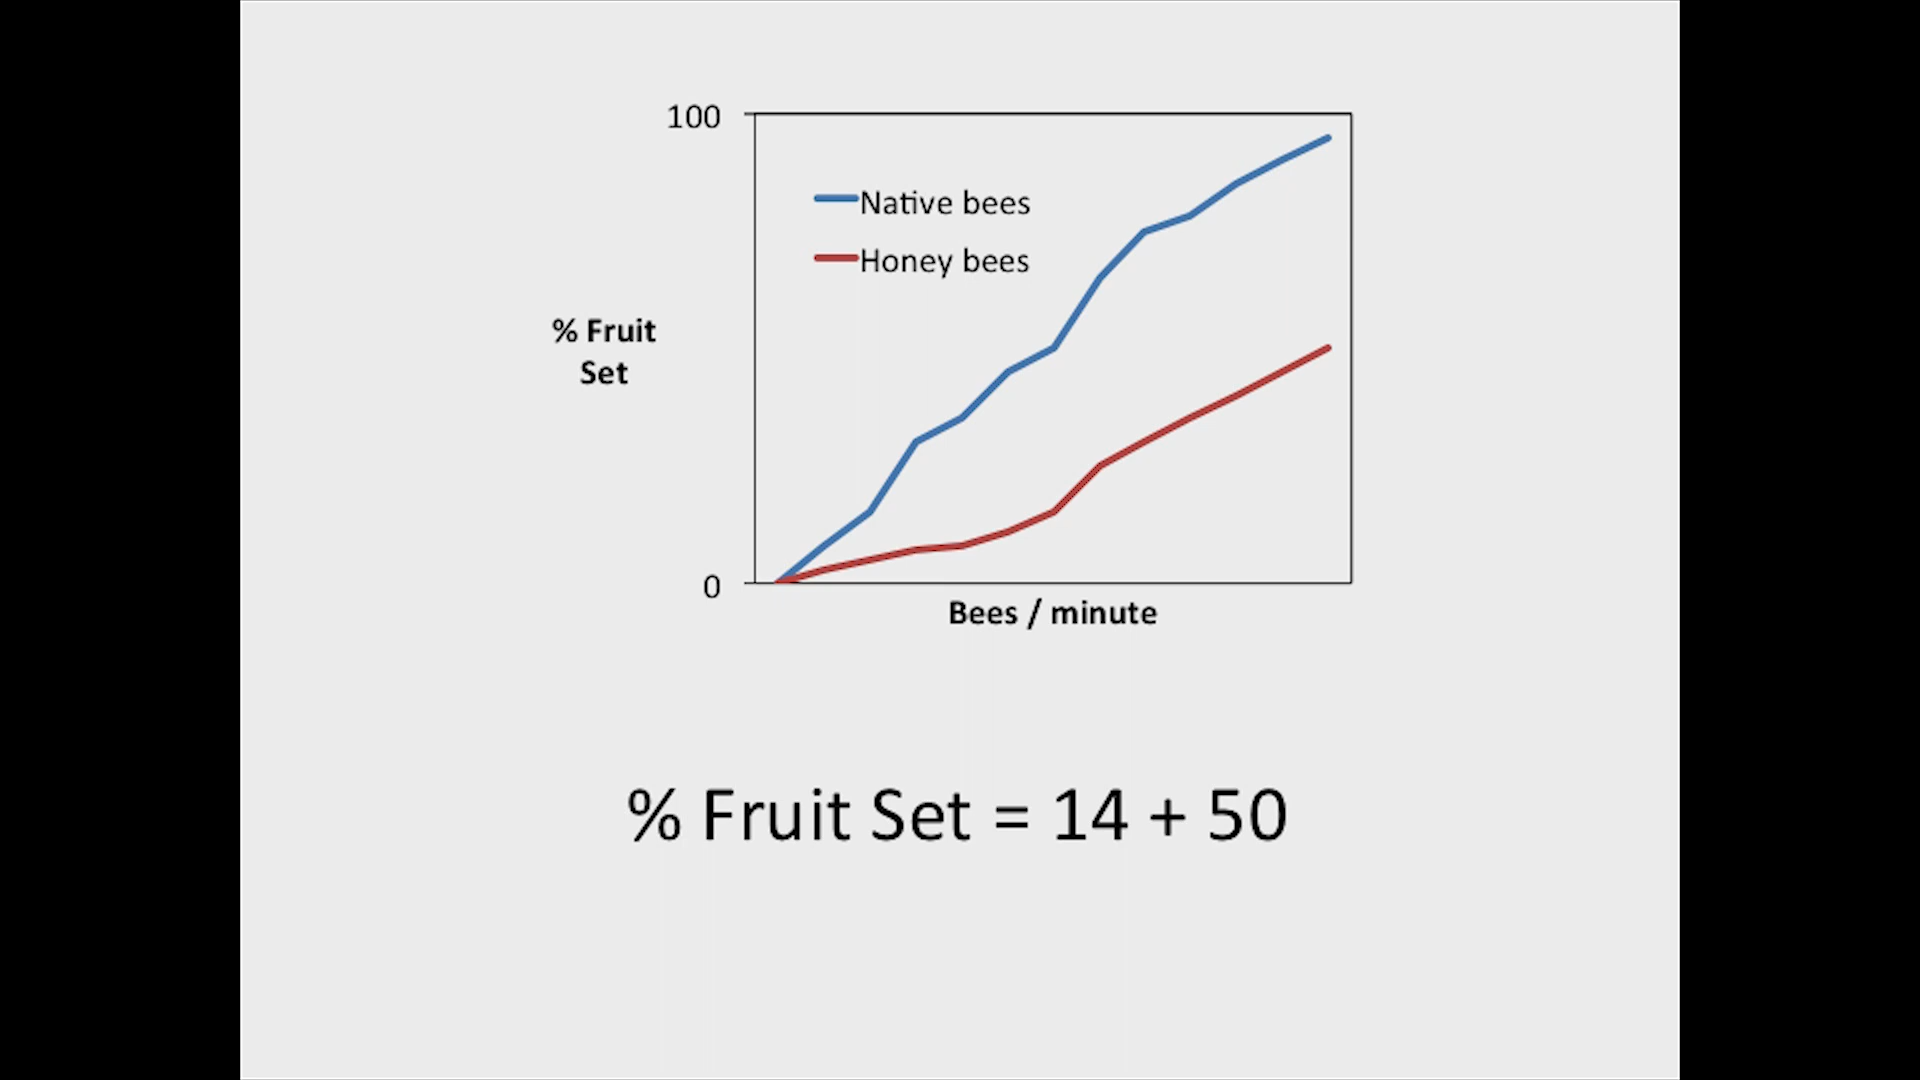 100
Native bees
Honey bees
% Fruit
Set
0
Bees / minute
% Fruit Set = 14 + 50